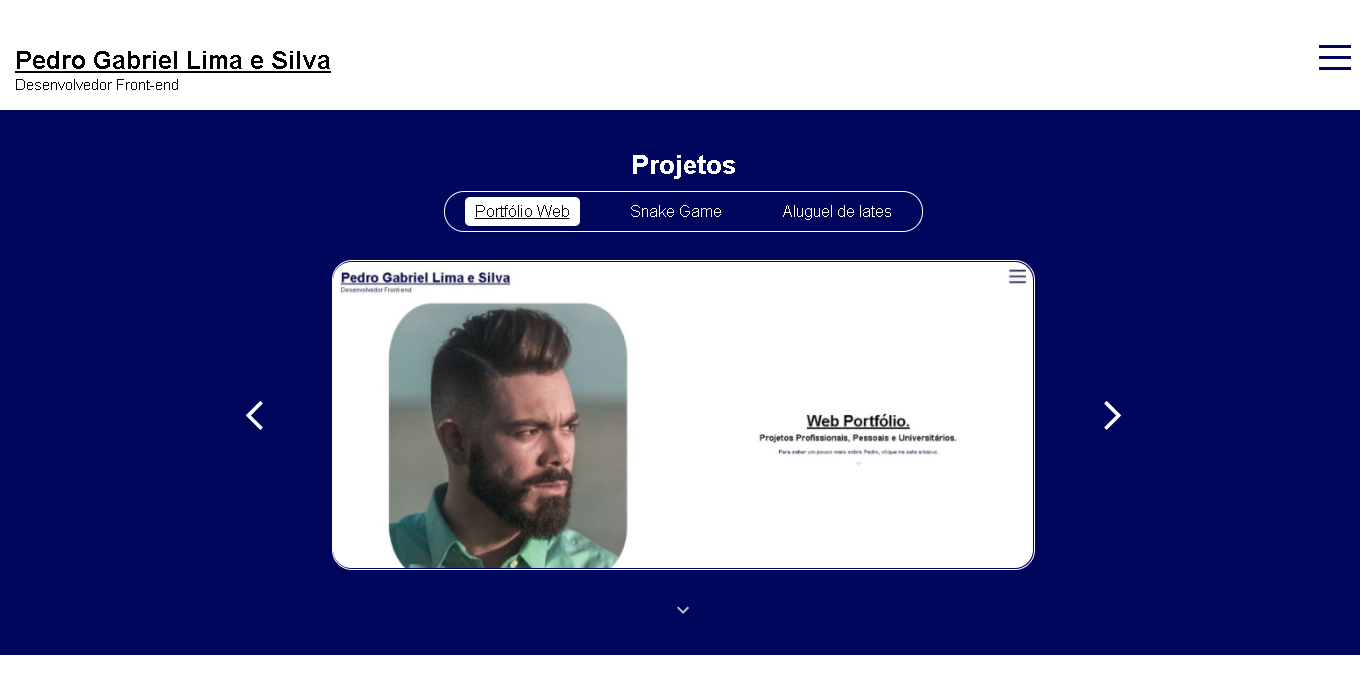 Pedro Gabriel Lima e Silva
Desenvolvedor Front-end
Projetos
Portfólio Web Snake Game Aluguel de Iates
Pedro Gabriel Lima e Silva
Desenvolvedor Front-end
Web Portfólio.
Projetos Profissionais, Pessoais e Universitários.
Para saber um pouco mais sobre Pedro, clique na seta abaixo.